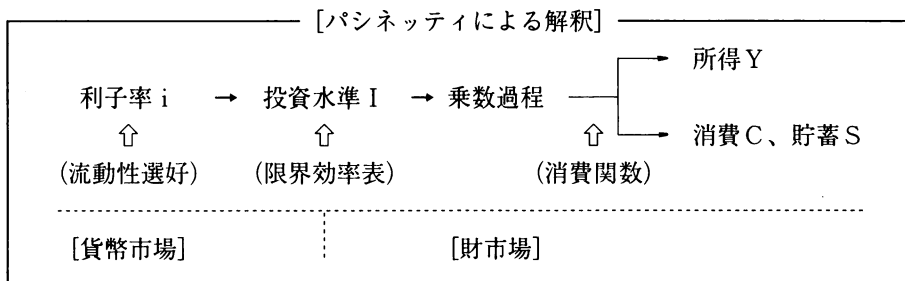 [パシネッティによる解釈]
所得Y
利子率i → 投資水準I → 乗数過程
消費C、貯蓄S
(流動性選好) (限界効率表) (消費関数)
[貨幣市場] [財市場]